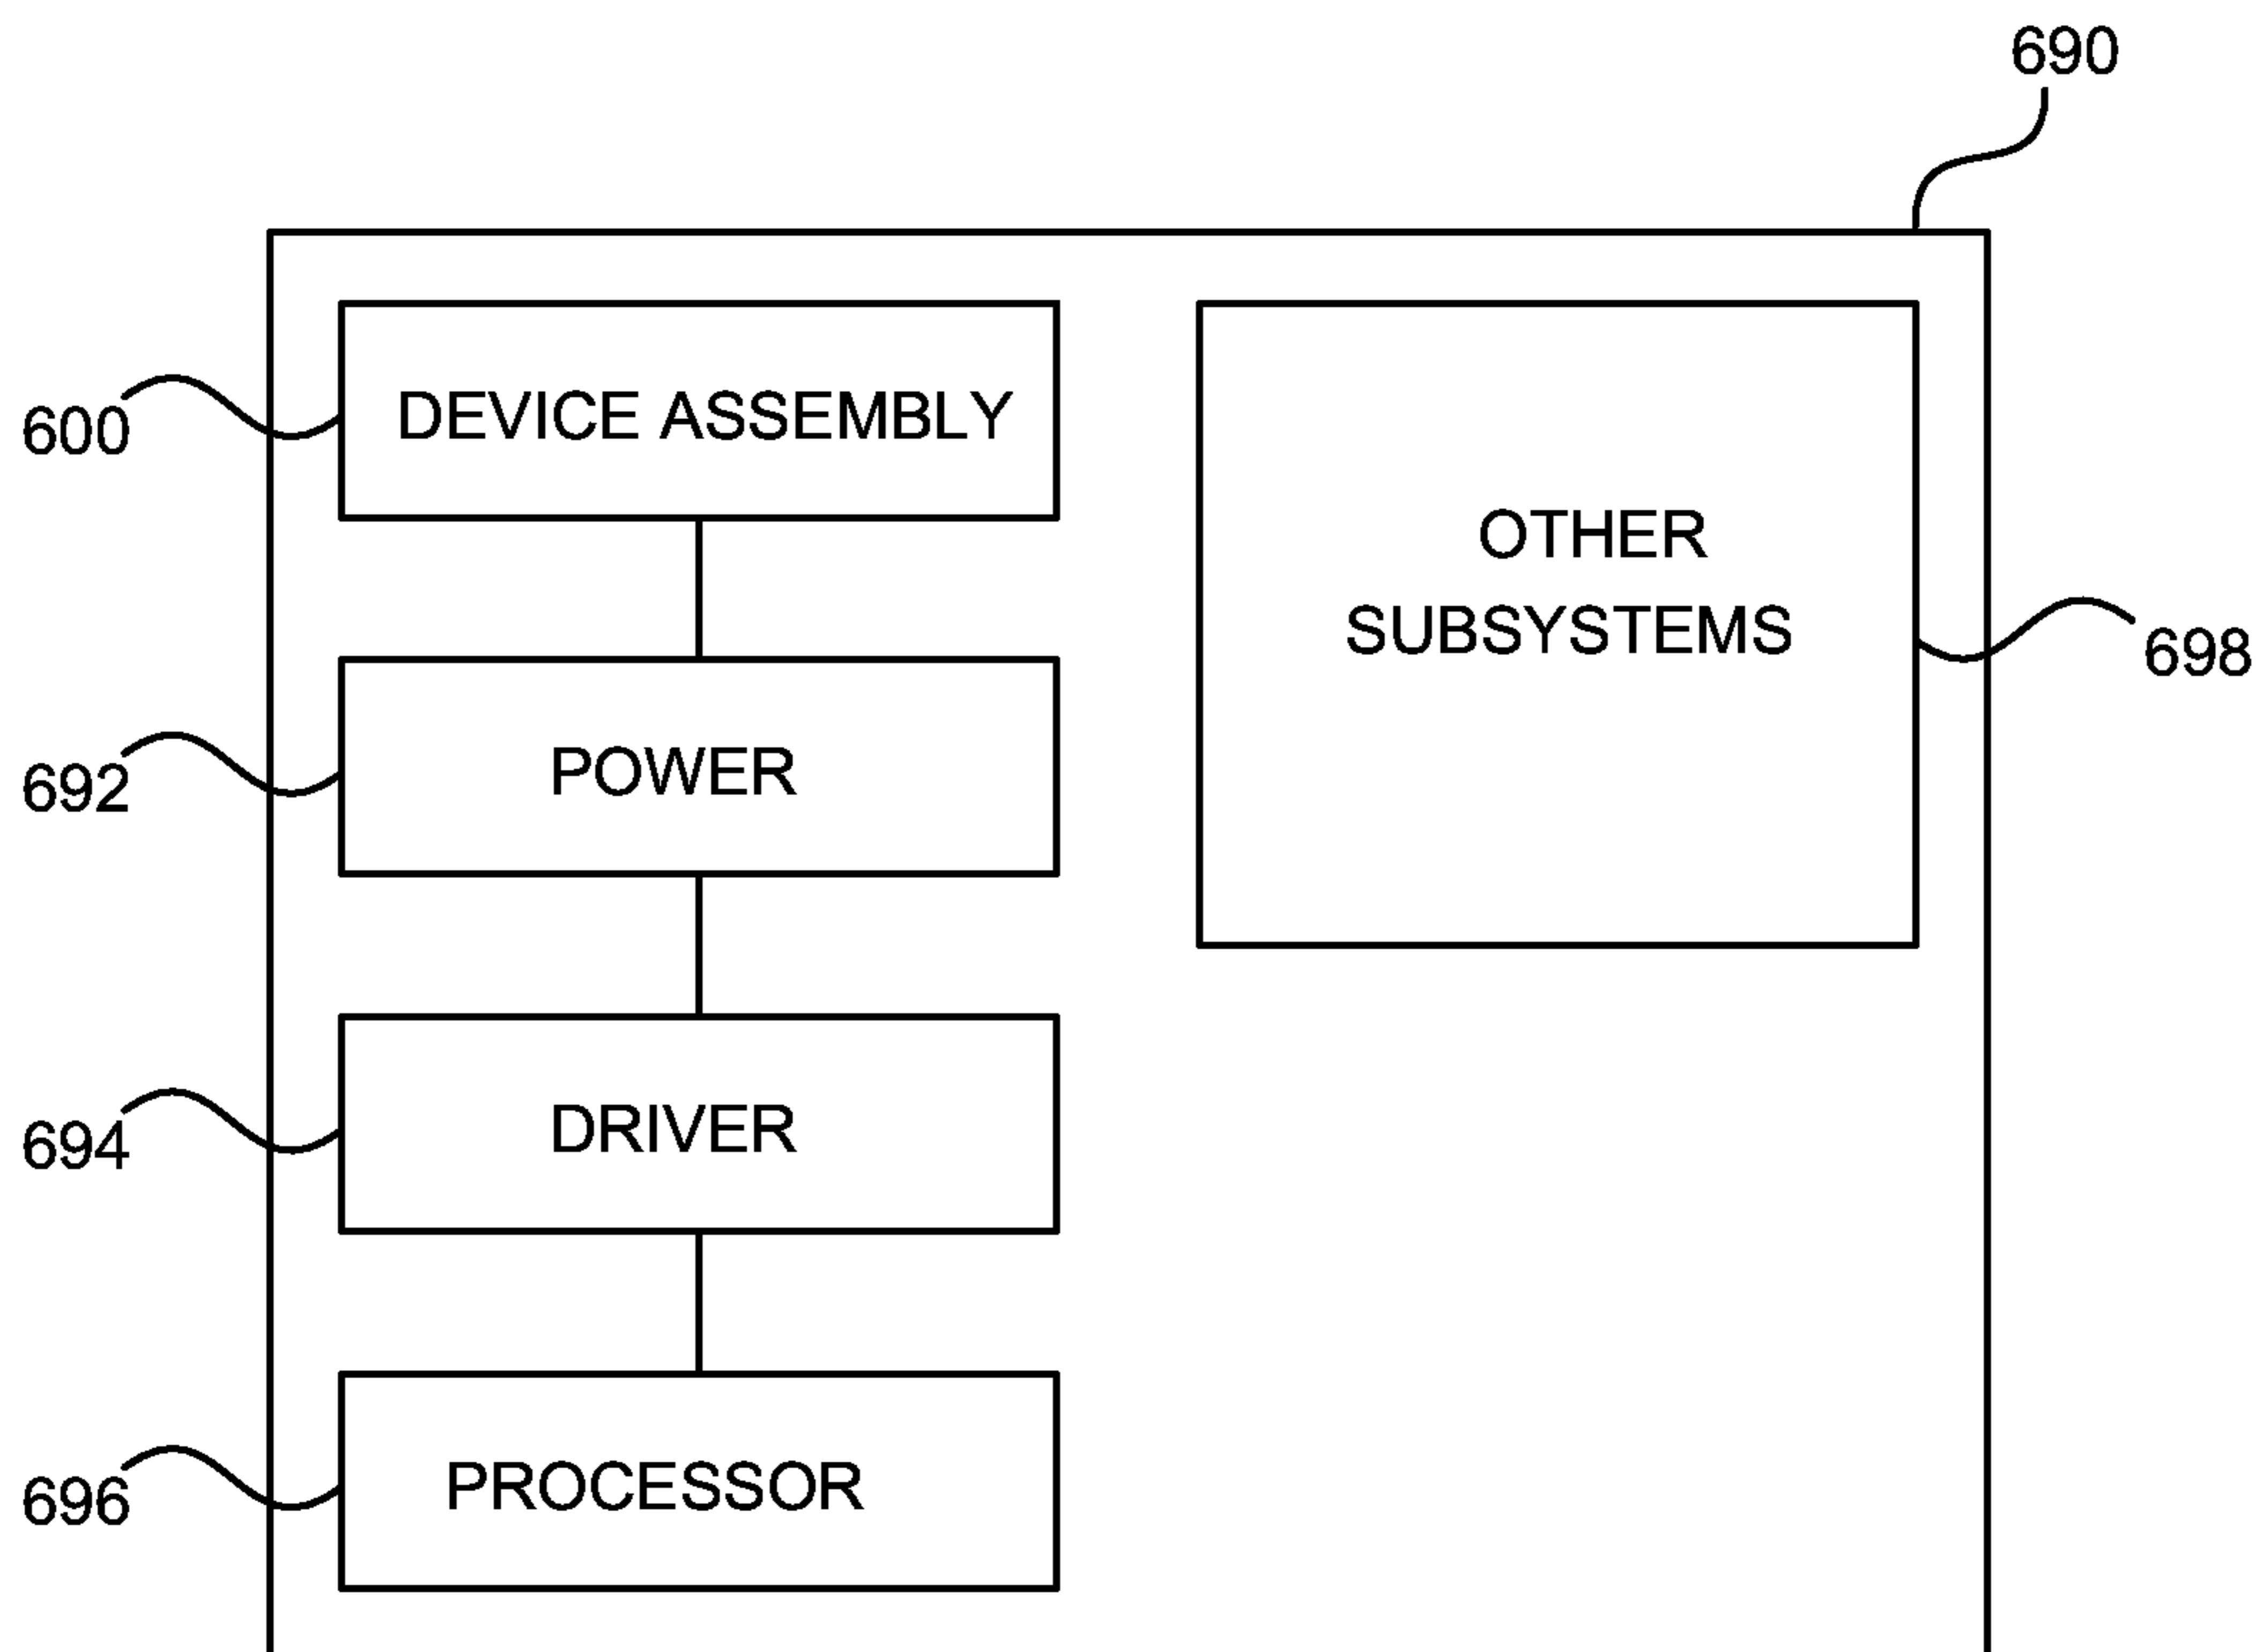 690
600
DEVICE ASSEMBLY
OTHER
SUBSYSTEMS
698
692
POWER
694
DRIVER
696
PROCESSOR